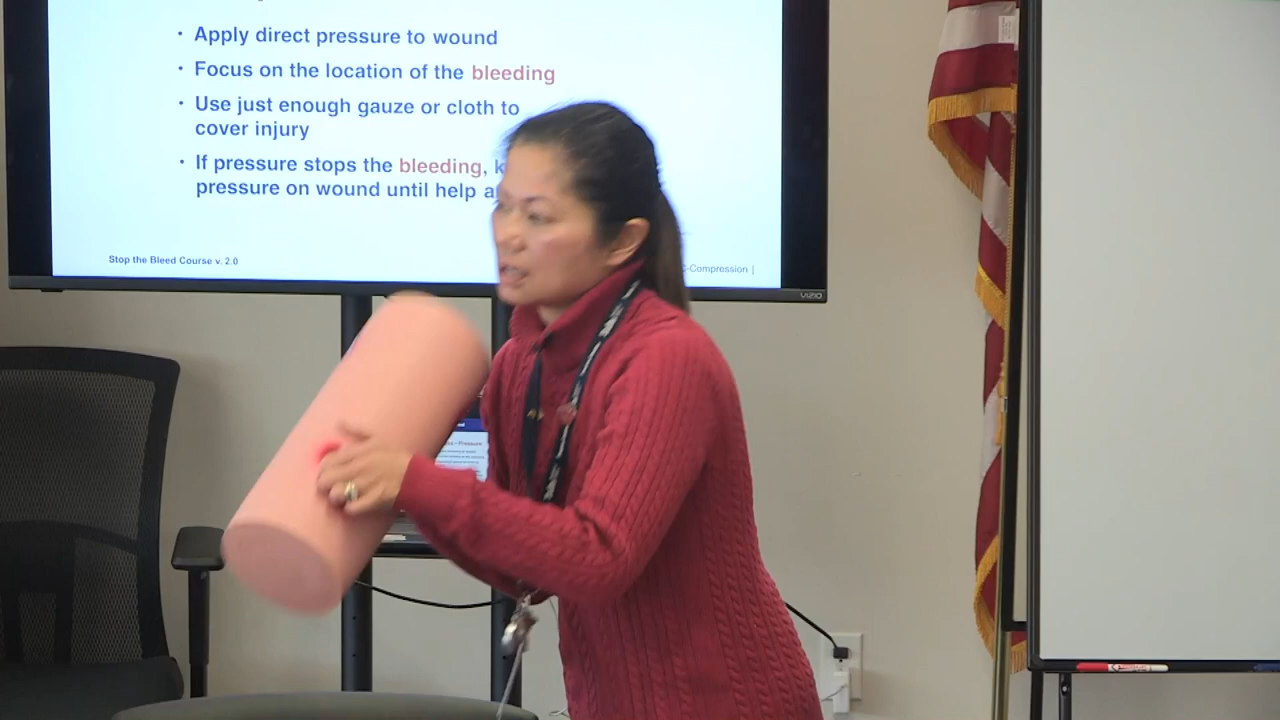 • Apply direct pressure to wound
• Focus on the location of the bleeding
• Use just enough gauze or cloth to
cover injury
• If pressure stops the bleeding, k
pressure on wound until help a
Stop the Bleed Course v. 2.0
C-Compression |
VIZIO
Pressure